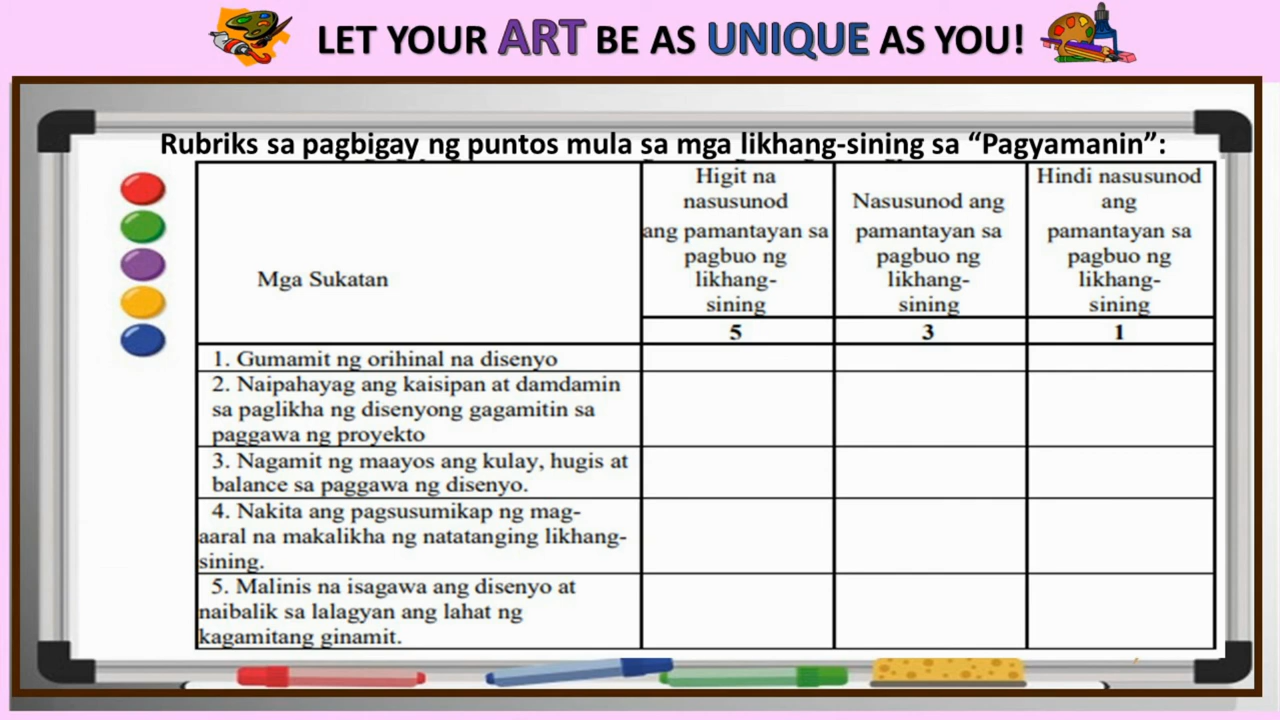 LET YOUR ART BE AS UNIQUE AS YOU!
Rubriks sa pagbigay ng puntos mula sa mga likhang-sining sa “Pagyamanin”:
Mga Sukatan
Higit na
nasusunod
ang pamantayan sa
pagbuo ng
likhang-
sining
5
Nasusunod ang
pamantayan sa
pagbuo ng
likhang-
sining
3
Hindi nasusunod
ang
pamantayan sa
pagbuo ng
likhang-
sining
1
1. Gumamit ng orihinal na disenyo
2. Naipahayag ang kaisipan at damdamin
sa paglikha ng disenyong gagamitin sa
paggawa ng proyekto
3. Nagamit ng maayos ang kulay, hugis at
balance sa paggawa ng disenyo.
4. Nakita ang pagsusumikap ng mag-
aaral na makalikha ng natatanging likhang-
sining.
5. Malinis na isagawa ang disenyo at
naibalik sa lalagyan ang lahat ng
kagamitang ginamit.